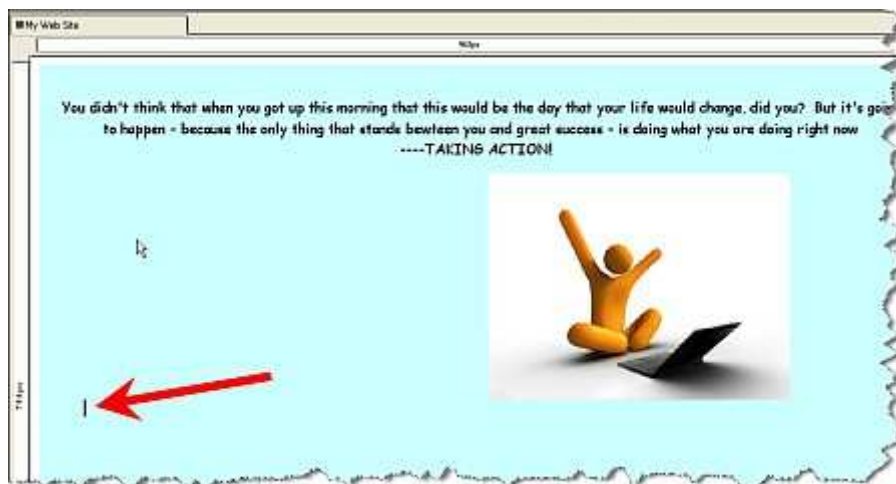 My Web Site
960px
You didn't think that when you got up this morning that this would be the day that your life would change, did you? But it's goin
to happen - because the only thing that stands bewteen you and great success - is doing what you are doing right now
----TAKING ACTION!